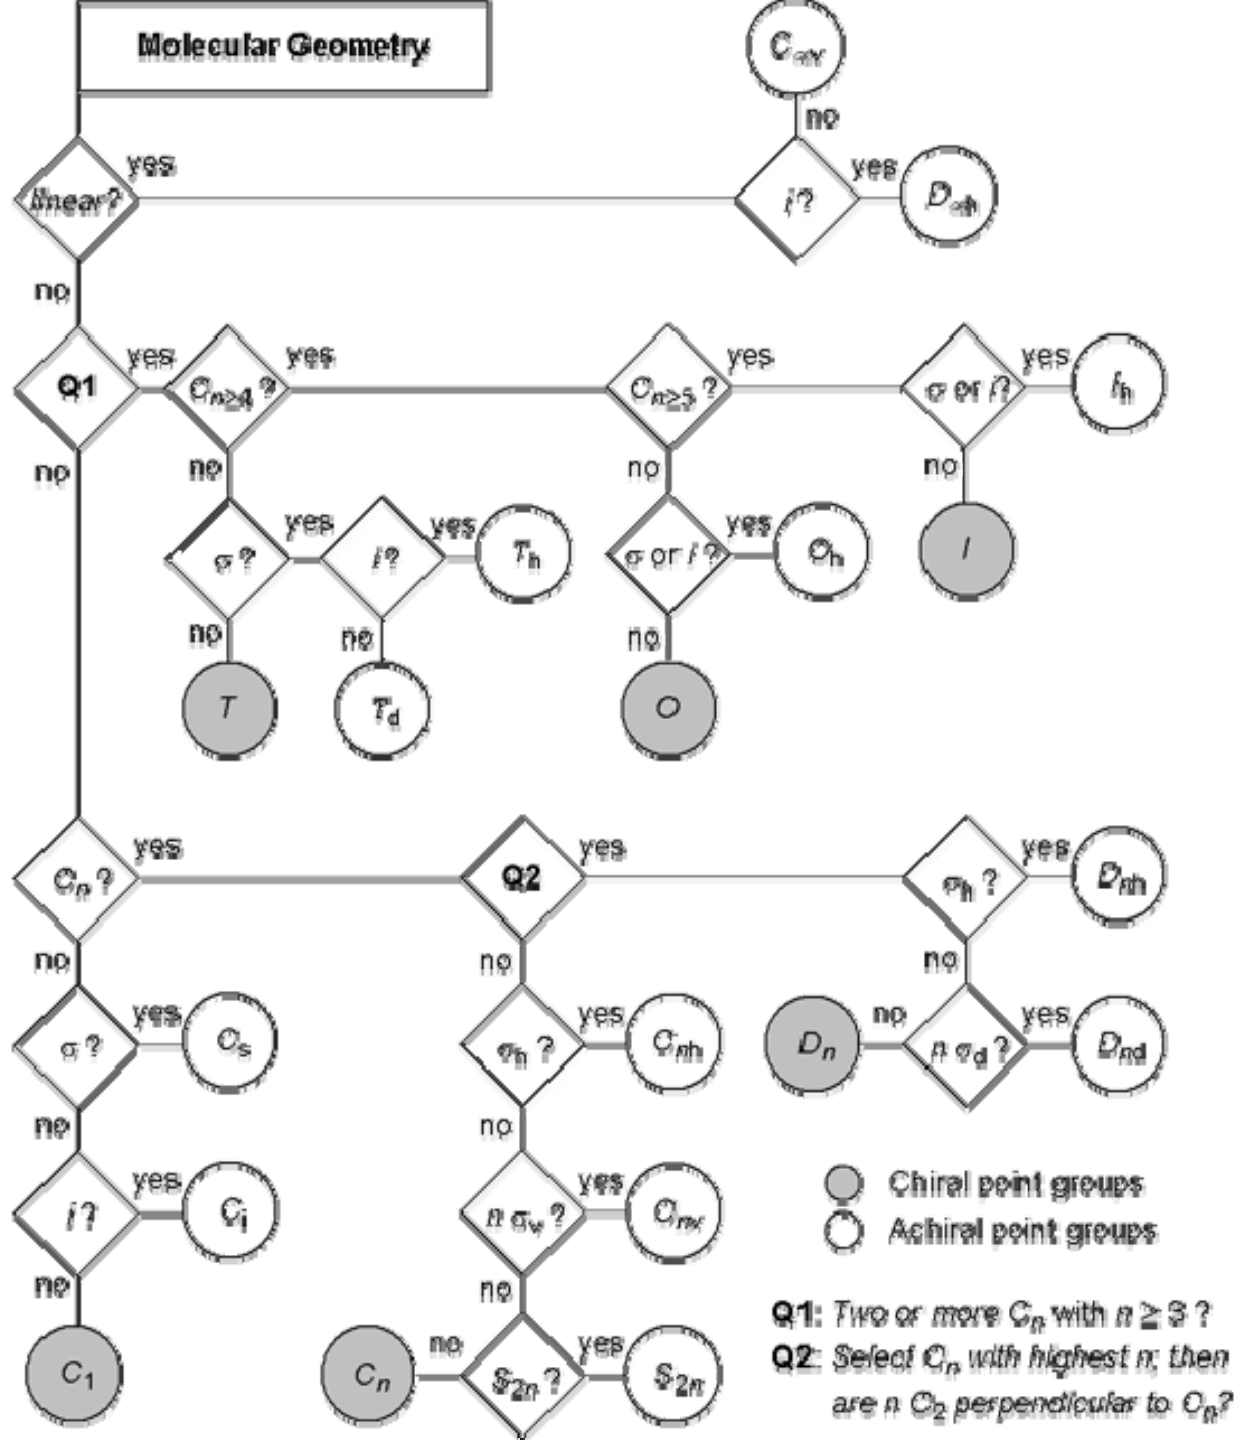 Molecular Geometry
C∞v
no
linear?
yes
i?
yes
D∞h
no
Q1
yes
Cn≥4 ?
yes
Cn≥5 ?
yes
σ or i?
yes
Ih
no
no
no
no
σ?
yes
i?
yes
Th
σ or i?
yes
Oh
I
no
no
no
T
Td
O
Cn ?
yes
Q2
yes
σh ?
yes
Dnh
no
no
no
σ ?
yes
Cs
σh ?
yes
Cnh
Dn
no
n σd ?
yes
Dnd
no
no
i?
yes
Ci
n σv ?
yes
Cnv
Chiral point groups
Achiral point groups
no
no
C1
Cn
no
S2n ?
yes
S2n
Q1: Two or more Cn with n ≥ 3 ?
Q2: Select Cn with highest n; then
are n C2 perpendicular to Cn?